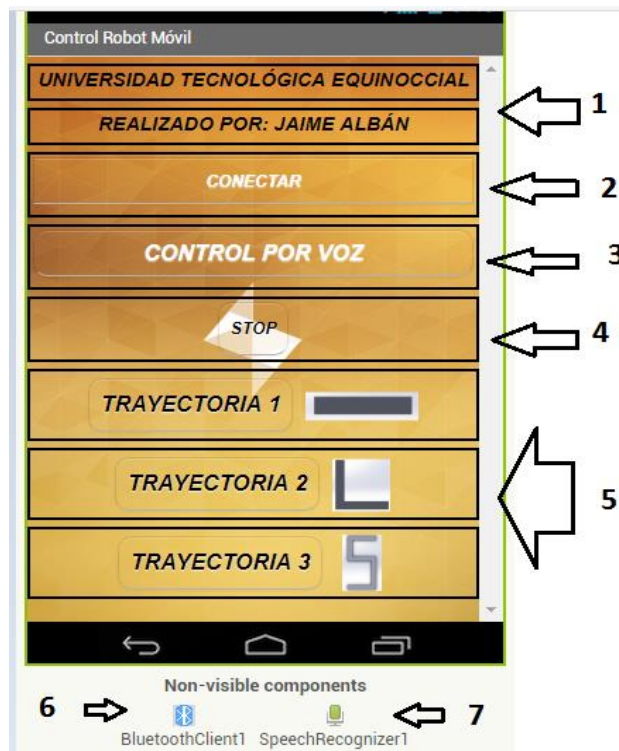 Control Robot Móvil
UNIVERSIDAD TECNOLÓGICA EQUINOCCIAL
1
REALIZADO POR: JAIME ALBÁN
CONECTAR
2
CONTROL POR VOZ
3
STOP
4
TRAYECTORIA 1
TRAYECTORIA 2
5
TRAYECTORIA 3
Non-visible components
6
7
BluetoothClient1 SpeechRecognizer1